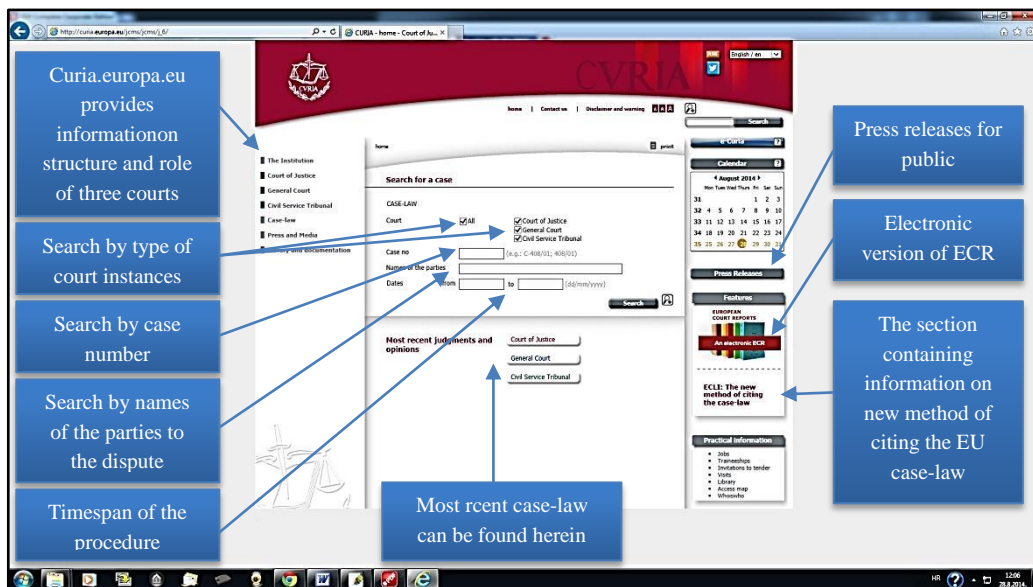 http://curia.europa.eu/jcms/jcms/j_6/
CURIA - home - Court of Ju...
English / en
CVRIA
CVRIA
home | Contact us | Disclaimer and warning A A A
Search
Curia.europa.eu
provides
informationon
structure and role
of three courts
Search by type of
court instances
Search by case
number
Search by names
of the parties to
the dispute
Timespan of the
procedure
The Institution
Court of Justice
General Court
Civil Service Tribunal
Case-law
Press and Media
Library and Documentation
home
print
Search for a case
CASE-LAW
Court All Court of Justice
General Court
Civil Service Tribunal
Case no (e.g.: C-408/01; 408/01)
Names of the parties
Dates from to (dd/mm/yyyy)
Search
Most recent judgments and
opinions
Court of Justice
General Court
Civil Service Tribunal
Most rcent case-law
can be found herein
e-Curia ?
Calendar ?
August 2014
Mon Tue Wed Thurs Fri Sat Sun
31 1 2 3
32 4 5 6 7 8 9 10
33 11 12 13 14 15 16 17
34 18 19 20 21 22 23 24
35 25 26 27 28 29 30 31
Press Releases
Features
EUROPEAN
COURT REPORTS
An electronic ECR
ECLI: The new
method of citing
the case-law
Practical Information
Jobs
Traineeships
Invitations to tender
Visits
Library
Access map
Whoswho
Press releases for
public
Electronic
version of ECR
The section
containing
information on
new method of
citing the EU
case-law
HR
12:06
28.8.2014.